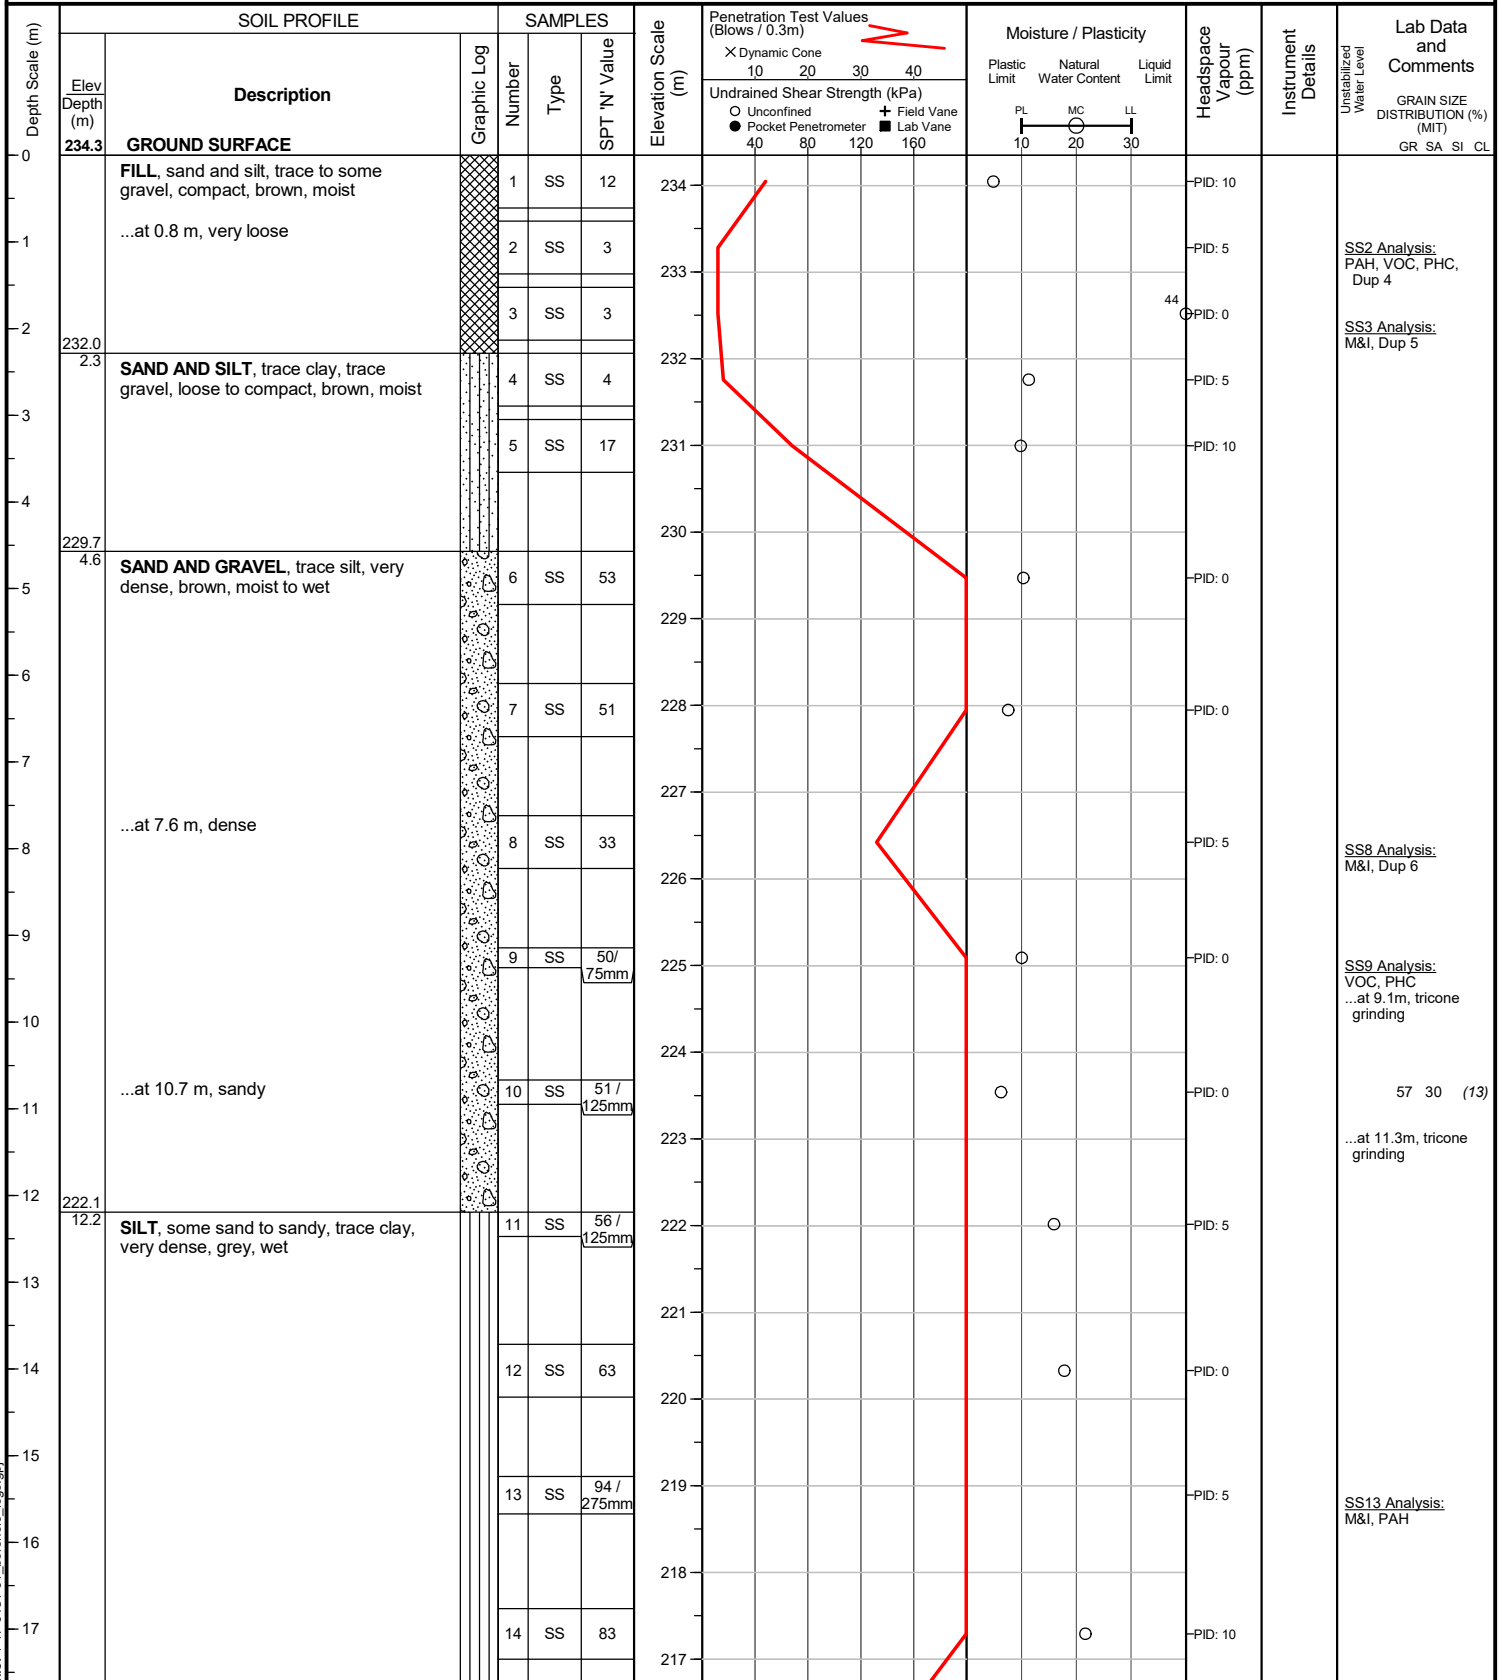 SOIL PROFILE
SAMPLES
Depth Scale (m)
Elev
Depth
(m)
Description
Graphic Log
Number
Type
SPT 'N' Value
Elevation Scale
(m)
Penetration Test Values
(Blows / 0.3m)
X Dynamic Cone
10 20 30 40
Undrained Shear Strength (kPa)
Unconfined
Field Vane
Pocket Penetrometer
Lab Vane
40 80 120 160
Moisture / Plasticity
Plastic Limit
Natural Water Content
Liquid Limit
PL MC LL
10 20 30
Headspace
Vapour
(ppm)
Instrument
Details
Unstabilized
Water Level
Lab Data
and
Comments
GRAIN SIZE
DISTRIBUTION (%)
(MIT)
GR SA SI CL
234.3 GROUND SURFACE
0
FILL, sand and silt, trace to some
gravel, compact, brown, moist
1 SS 12
234
PID: 10
...at 0.8 m, very loose
1
2 SS 3
PID: 5
SS2 Analysis:
PAH, VOC, PHC,
Dup 4
233
3 SS 3
44
PID: 0
2
SS3 Analysis:
M&I, Dup 5
232.0
2.3
232
SAND AND SILT, trace clay, trace
gravel, loose to compact, brown, moist
4 SS 4
PID: 5
3
5 SS 17
231
PID: 10
4
230
229.7
4.6
SAND AND GRAVEL, trace silt, very
dense, brown, moist to wet
6 SS 53
PID: 0
5
229
6
228
7 SS 51
PID: 0
7
227
...at 7.6 m, dense
8 SS 33
PID: 5
8
SS8 Analysis:
M&I, Dup 6
226
9
9 SS 50/
75mm
PID: 0
225
SS9 Analysis:
VOC, PHC
...at 9.1m, tricone
grinding
10
224
...at 10.7 m, sandy
10 SS 51 /
125mm
PID: 0
57 30 (13)
11
223
...at 11.3m, tricone
grinding
12
222.1
12.2
SILT, some sand to sandy, trace clay,
very dense, grey, wet
11 SS 56 /
125mm
222
PID: 5
13
221
14
12 SS 63
PID: 0
220
15
219
13 SS 94 /
275mm
PID: 5
SS13 Analysis:
M&I, PAH
16
218
17
14 SS 83
PID: 10
217